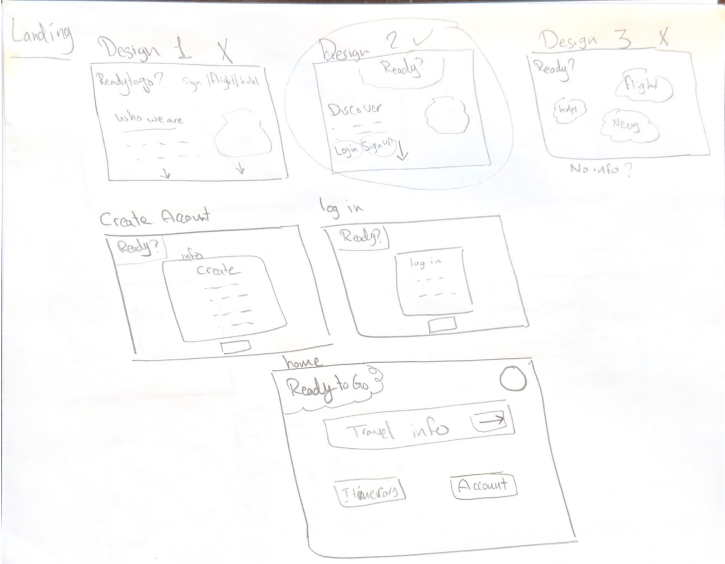 Landing
Design 1 X
Readytogo? Sign/flight/hotel
who we are
Design 2 ✓
Ready?
Discover
Login Signup
Design 3 X
Ready?
flight
hotel
No info?
Create Account
Ready?
info
Create
log in
Ready?
log in
home
Ready to Go
Travel info
Itinerary
Account